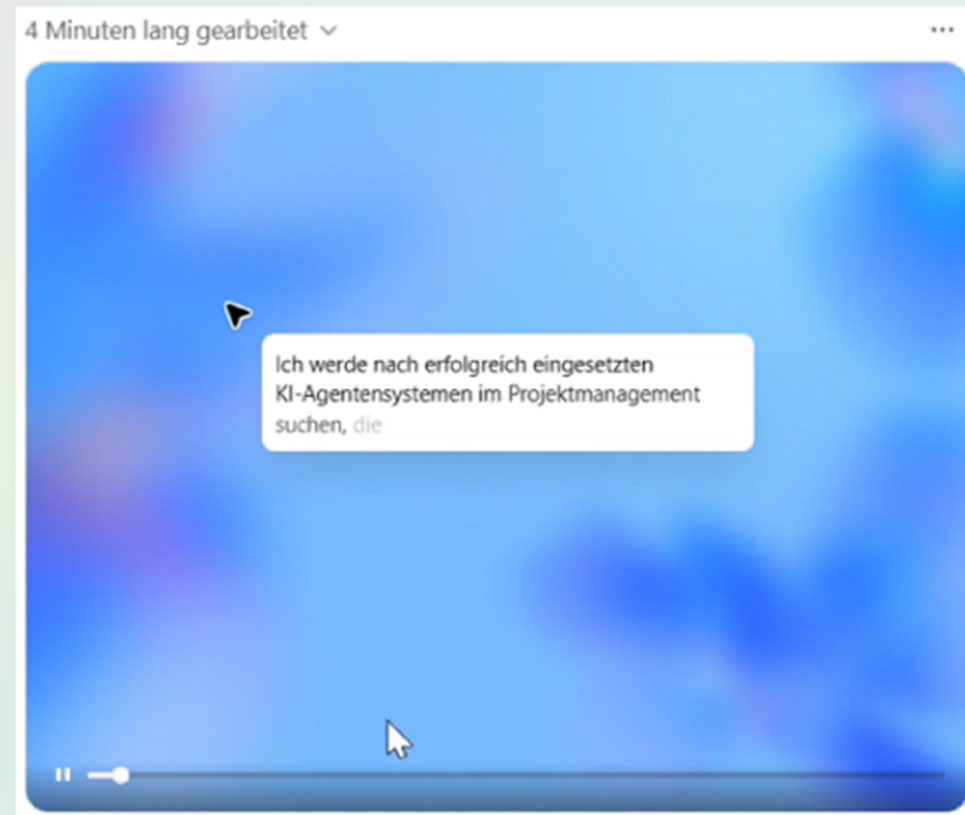 4 Minuten lang gearbeitet
Ich werde nach erfolgreich eingesetzten
KI-Agentensystemen im Projektmanagement
suchen, die